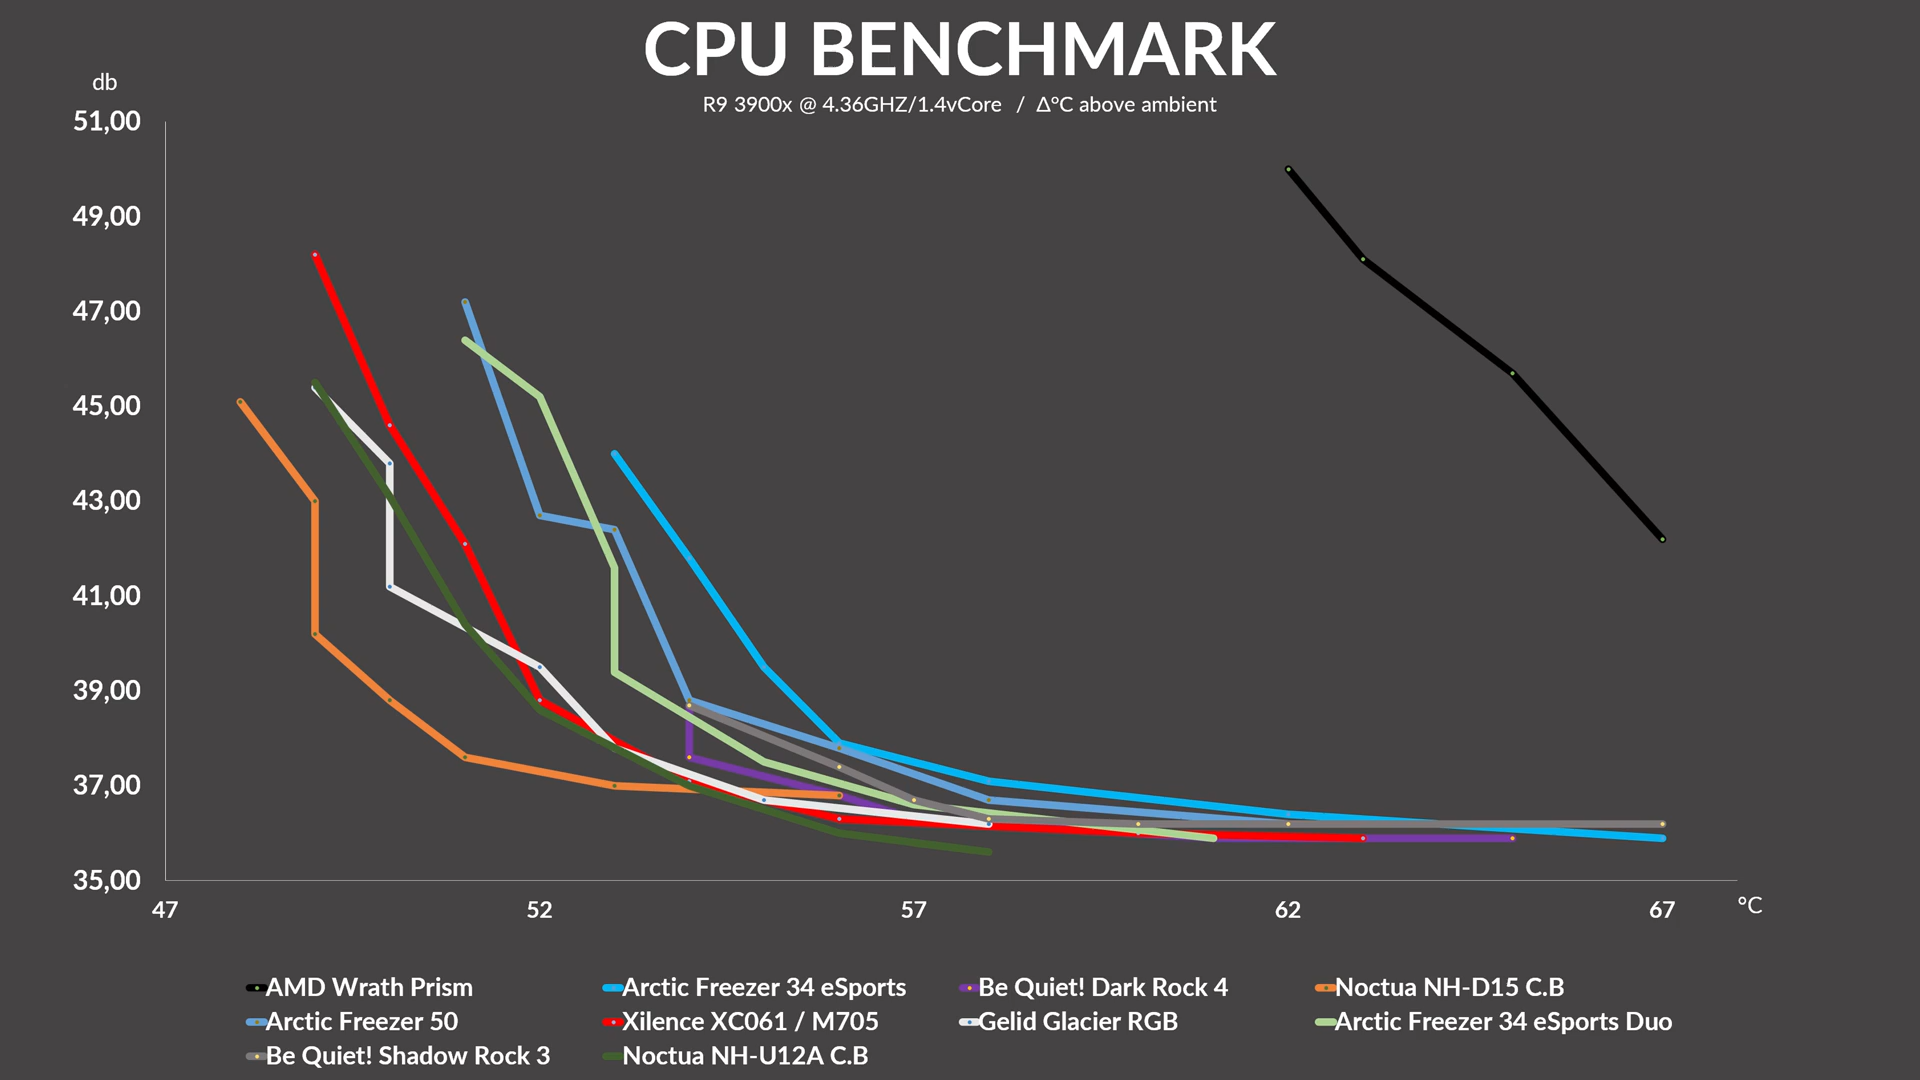 CPU BENCHMARK
R9 3900x @ 4.36GHZ/1.4vCore / Δ°C above ambient
db
51,00
49,00
47,00
45,00
43,00
41,00
39,00
37,00
35,00
47 52 57 62 67 °C
AMD Wrath Prism Arctic Freezer 34 eSports Be Quiet! Dark Rock 4 Noctua NH-D15 C.B
Arctic Freezer 50 Xilence XC061 / M705 Gelid Glacier RGB Arctic Freezer 34 eSports Duo
Be Quiet! Shadow Rock 3 Noctua NH-U12A C.B